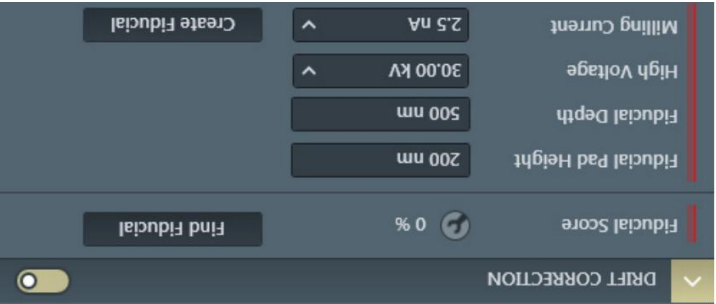 DRIFT CORRECTION
Fiducial Score 0 % Find Fiducial
Fiducial Pad Height 200 nm
Fiducial Depth 500 nm
High Voltage 30.00 kV
Milling Current 2.5 nA Create Fiducial